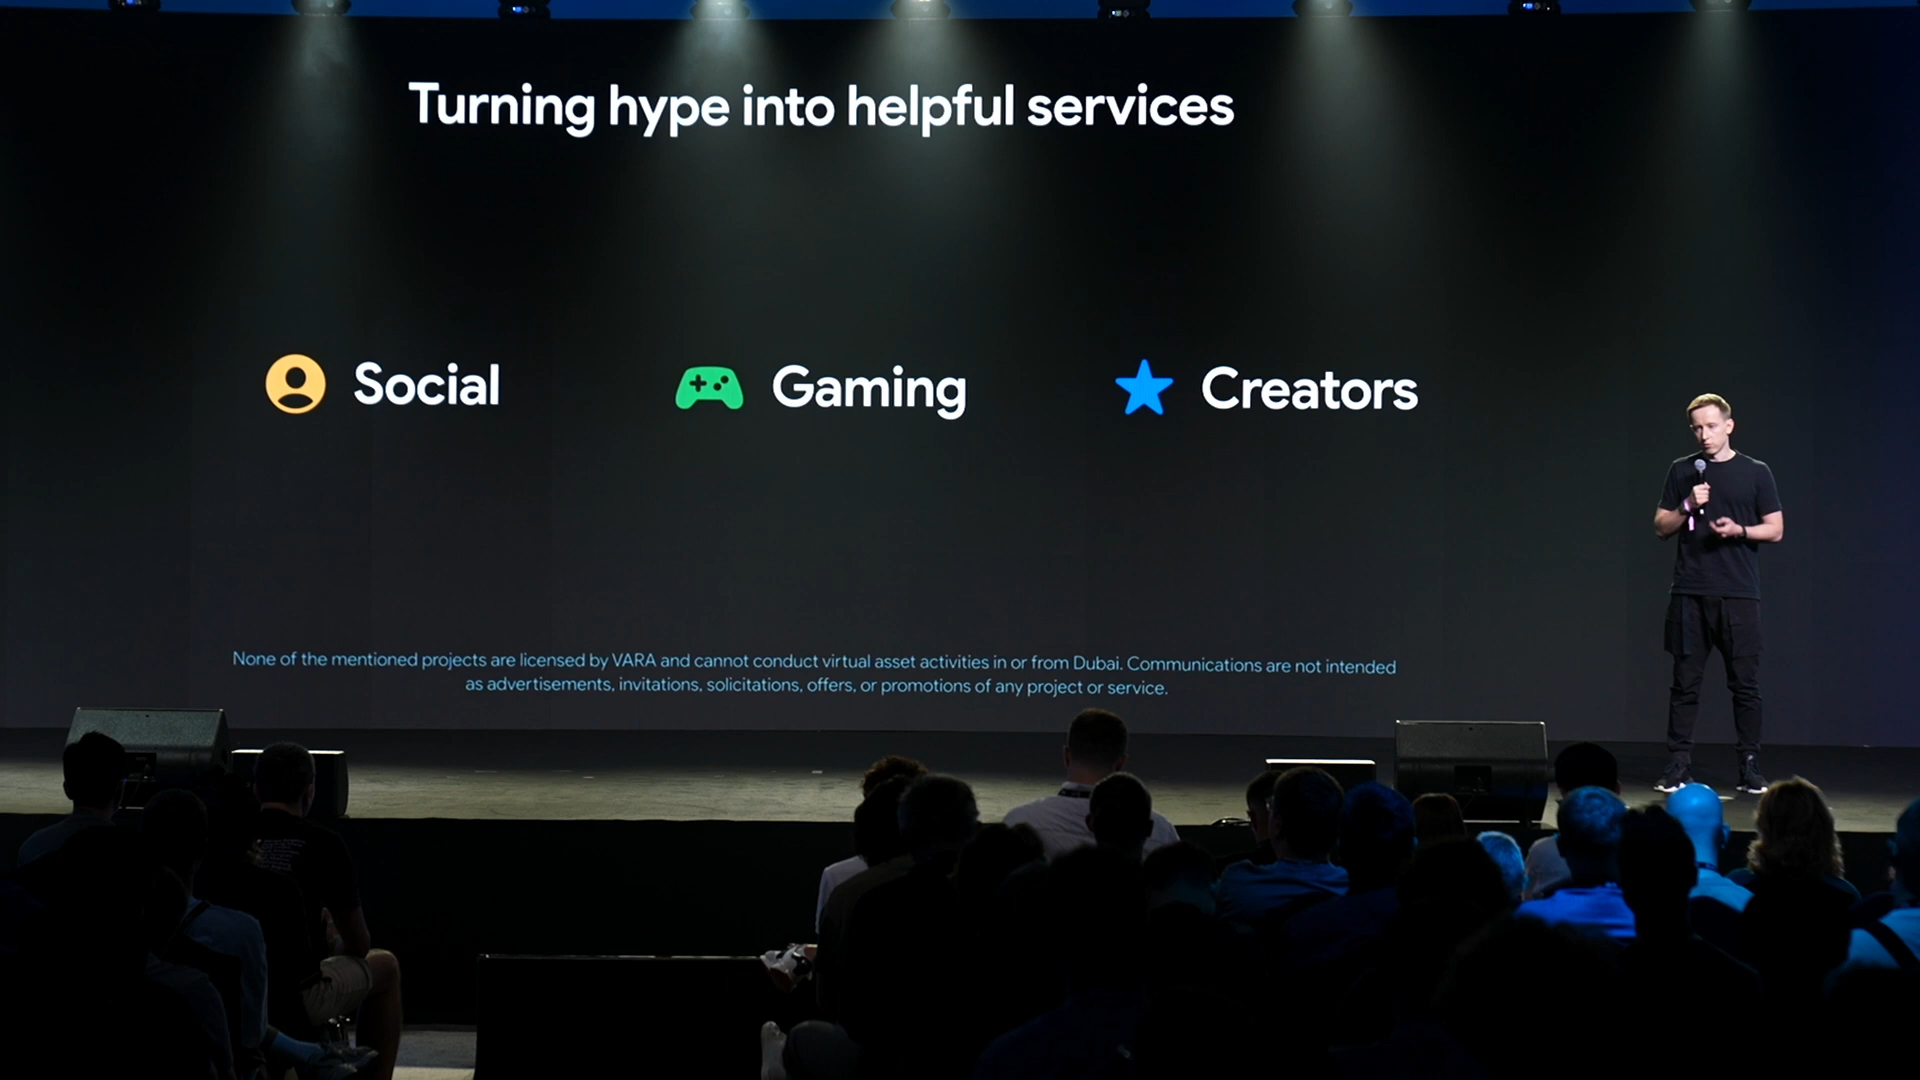 Turning hype into helpful services
Social
Gaming
Creators
None of the mentioned projects are licensed by VARA and cannot conduct virtual asset activities in or from Dubai. Communications are not intended
as advertisements, invitations, solicitations, offers, or promotions of any project or service.